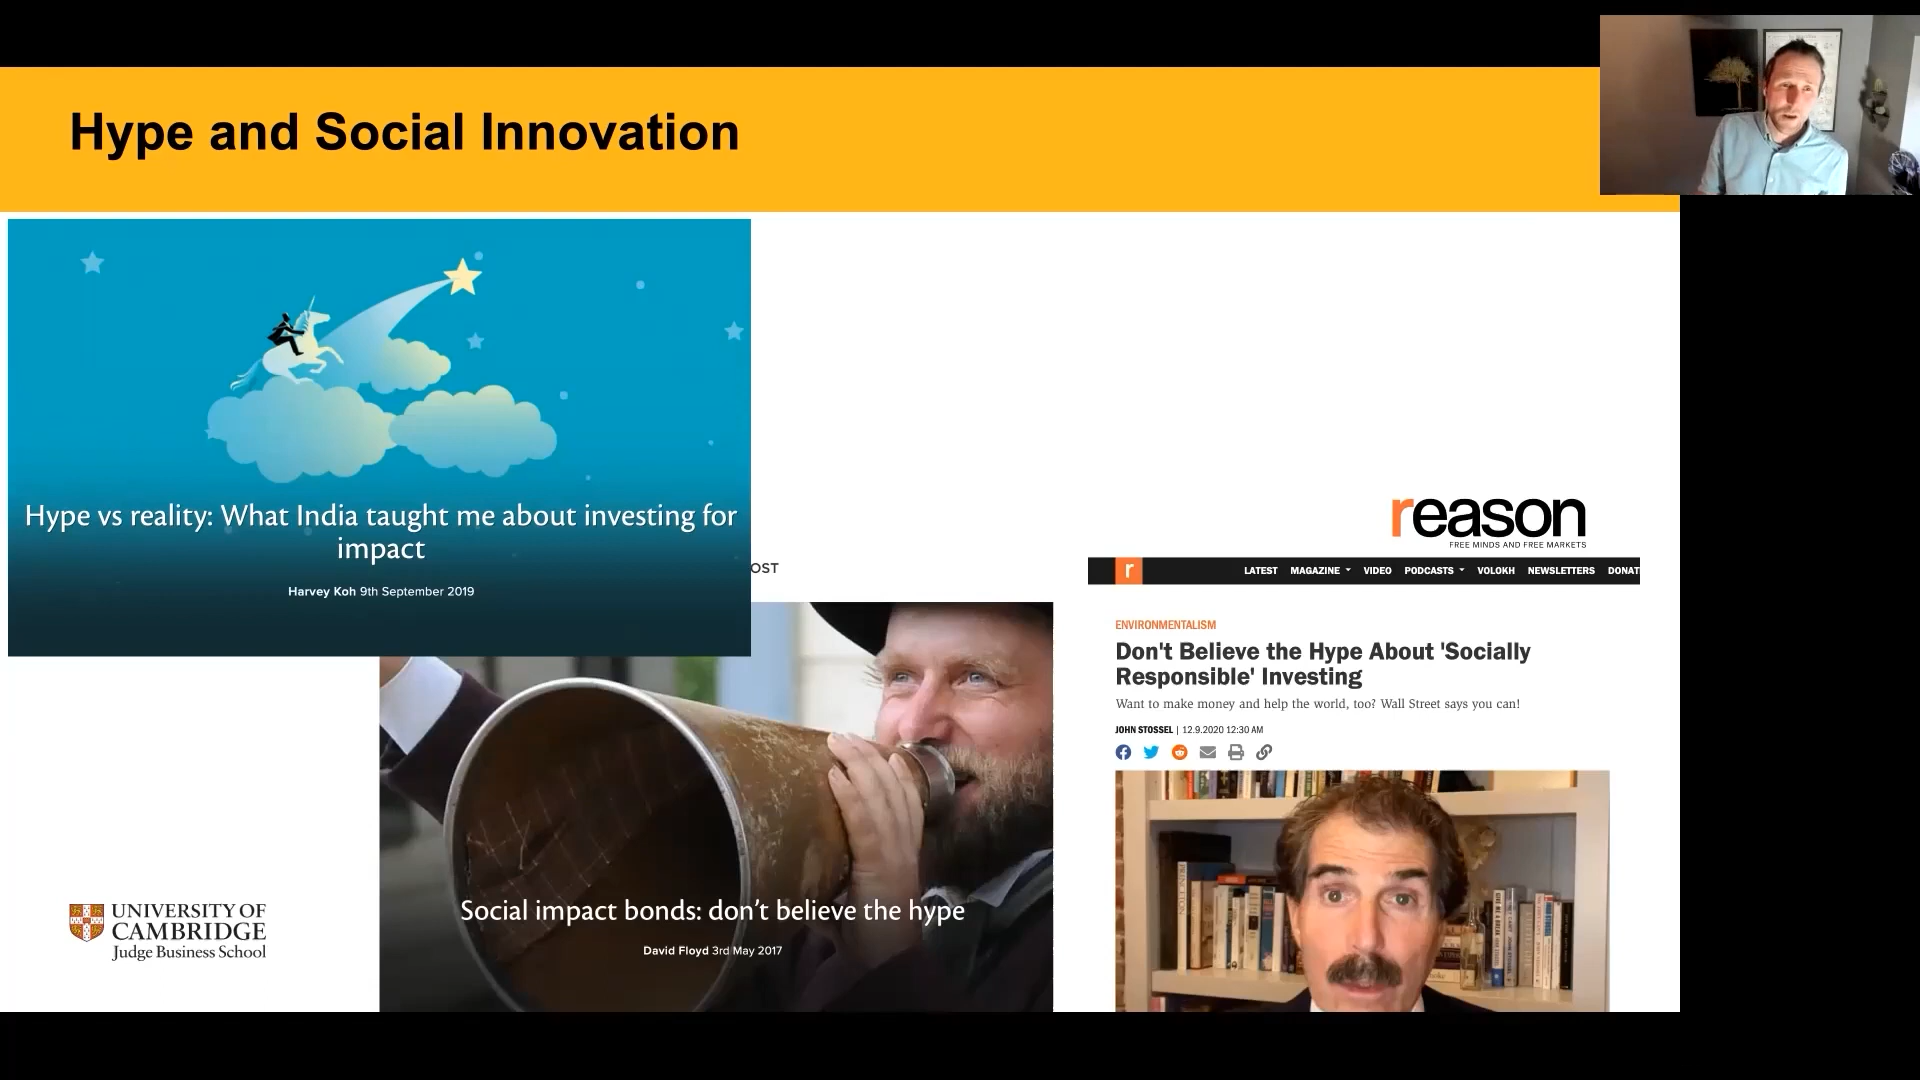 Hype and Social Innovation
Hype vs reality: What India taught me about investing for
impact
Harvey Koh 9th September 2019
OST
Social impact bonds: don’t believe the hype
David Floyd 3rd May 2017
reason
FREE MINDS AND FREE MARKETS
r LATEST MAGAZINE VIDEO PODCASTS VOLOKH NEWSLETTERS DONAT
ENVIRONMENTALISM
Don't Believe the Hype About 'Socially
Responsible' Investing
Want to make money and help the world, too? Wall Street says you can!
JOHN STOSSEL | 12.9.2020 12:30 AM
PRINCETON
UNIVERSITY OF
CAMBRIDGE
Judge Business School